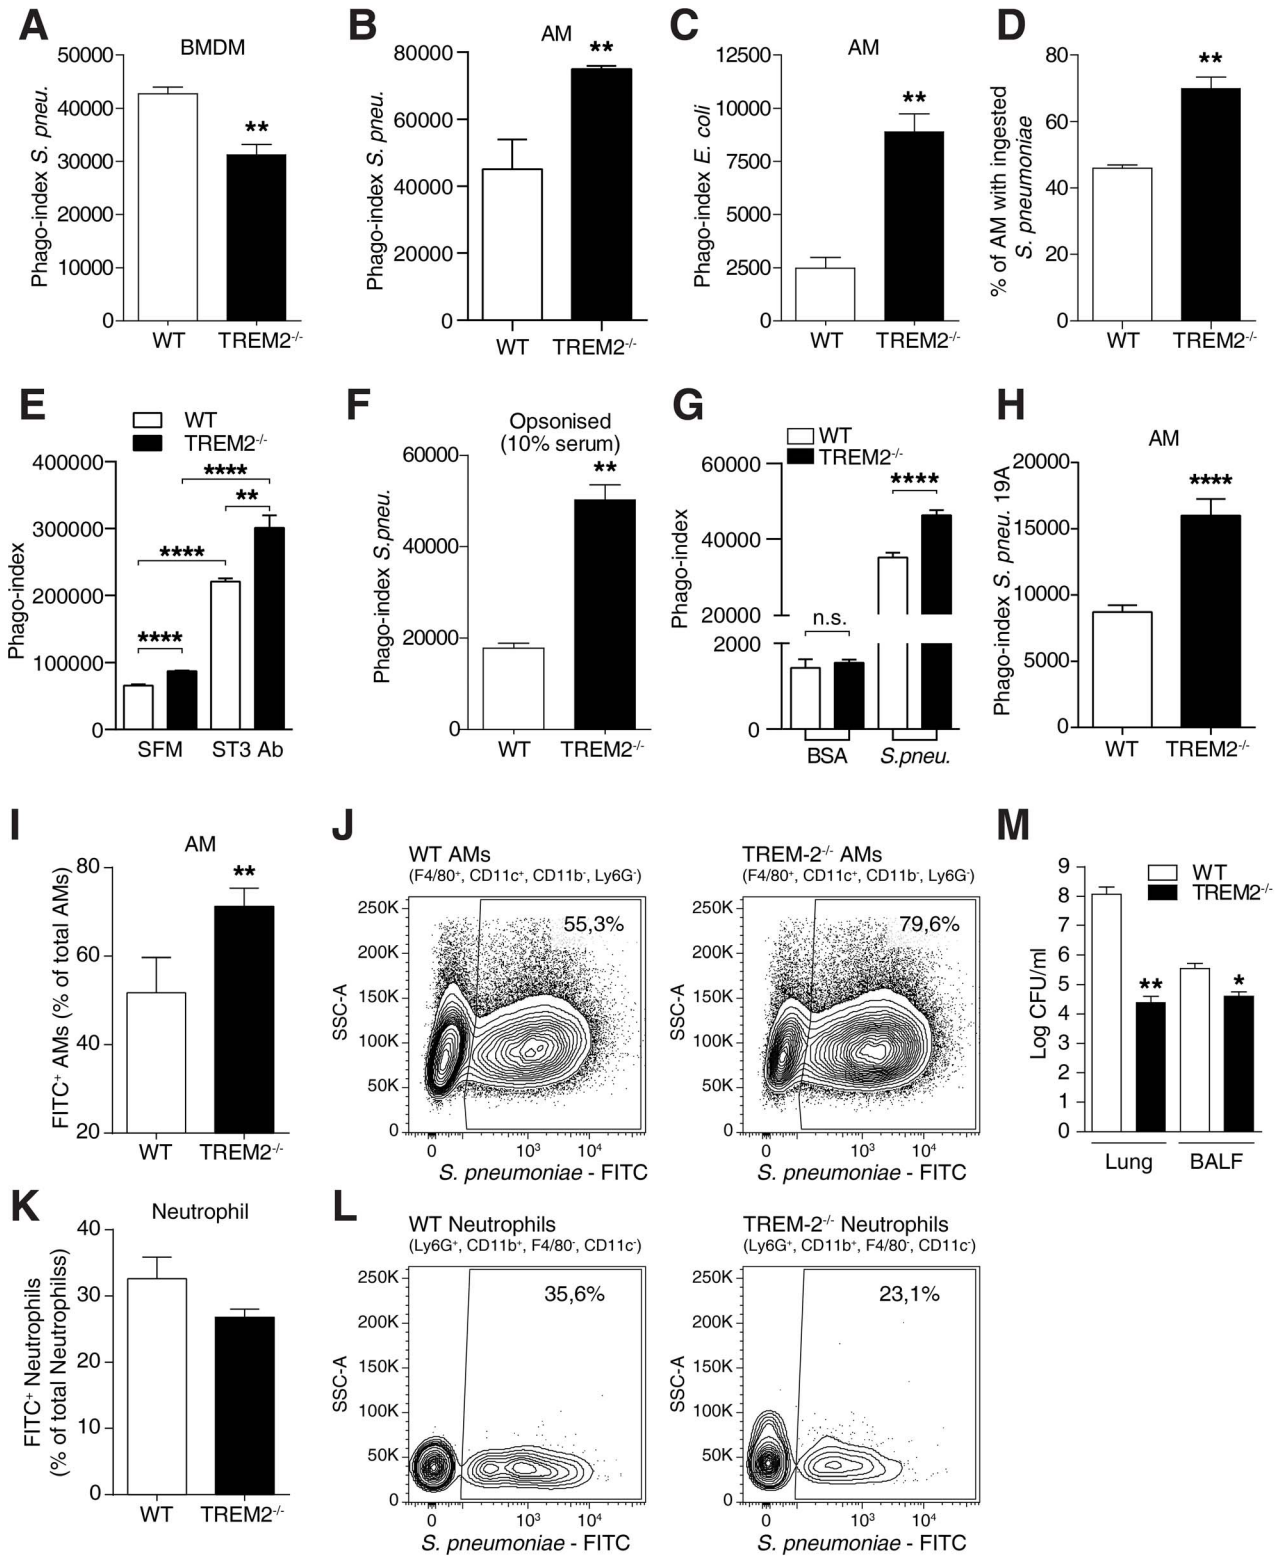 A
BMDM
Phago-index S. pneu.
50000
40000
30000
20000
10000
0
**
WT
TREM2-/-
B
AM
Phago-index S. pneu.
80000
60000
40000
20000
0
**
WT
TREM2-/-
C
AM
Phago-index E. coli
12500
10000
7500
5000
2500
0
**
WT
TREM2-/-
D
% of AM with ingested
S. pneumoniae
80
60
40
20
0
**
WT
TREM2-/-
E
WT
TREM2-/-
Phago-index
400000
300000
200000
100000
0
****
**
****
****
SFM
ST3 Ab
F
Opsonised
(10% serum)
Phago-index S.pneu.
60000
40000
20000
0
**
WT
TREM2-/-
G
WT
TREM2-/-
Phago-index
60000
40000
20000
2000
0
****
n.s.
BSA
S.pneu.
H
AM
Phago-index S. pneu. 19A
20000
15000
10000
5000
0
****
WT
TREM2-/-
I
AM
FITC+ AMs (% of total AMs)
80
60
40
20
**
WT
TREM2-/-
J
WT AMs
(F4/80+, CD11c+, CD11b-, Ly6G-)
55,3%
SSC-A
250K
200K
150K
100K
50K
0
0
103
104
S. pneumoniae - FITC
TREM-2-/- AMs
(F4/80+, CD11c+, CD11b-, Ly6G-)
79,6%
SSC-A
250K
200K
150K
100K
50K
0
0
103
104
S. pneumoniae - FITC
M
WT
TREM2-/-
Log CFU/ml
9
8
7
6
5
4
3
2
1
0
**
*
Lung
BALF
K
Neutrophil
FITC+ Neutrophils
(% of total Neutrophilss)
40
30
20
10
0
WT
TREM2-/-
L
WT Neutrophils
(Ly6G+, CD11b+, F4/80-, CD11c-)
35,6%
SSC-A
250K
200K
150K
100K
50K
0
0
103
104
S. pneumoniae - FITC
TREM-2-/- Neutrophils
(Ly6G+, CD11b+, F4/80-, CD11c-)
23,1%
SSC-A
250K
200K
150K
100K
50K
0
0
103
104
S. pneumoniae - FITC